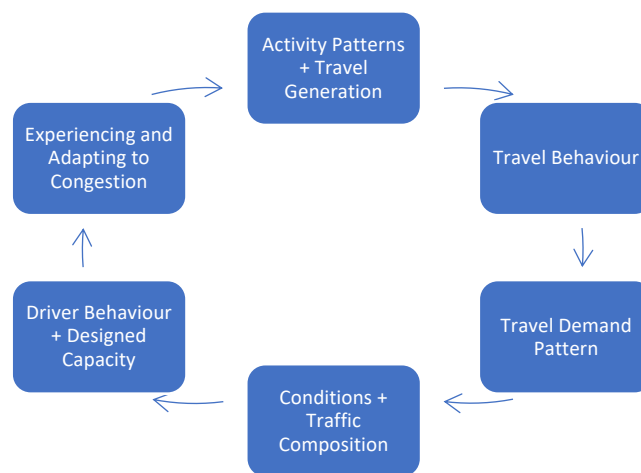 Activity Patterns
+ Travel
Generation
Travel Behaviour
Travel Demand
Pattern
Conditions +
Traffic
Composition
Driver Behaviour
+ Designed
Capacity
Experiencing and
Adapting to
Congestion